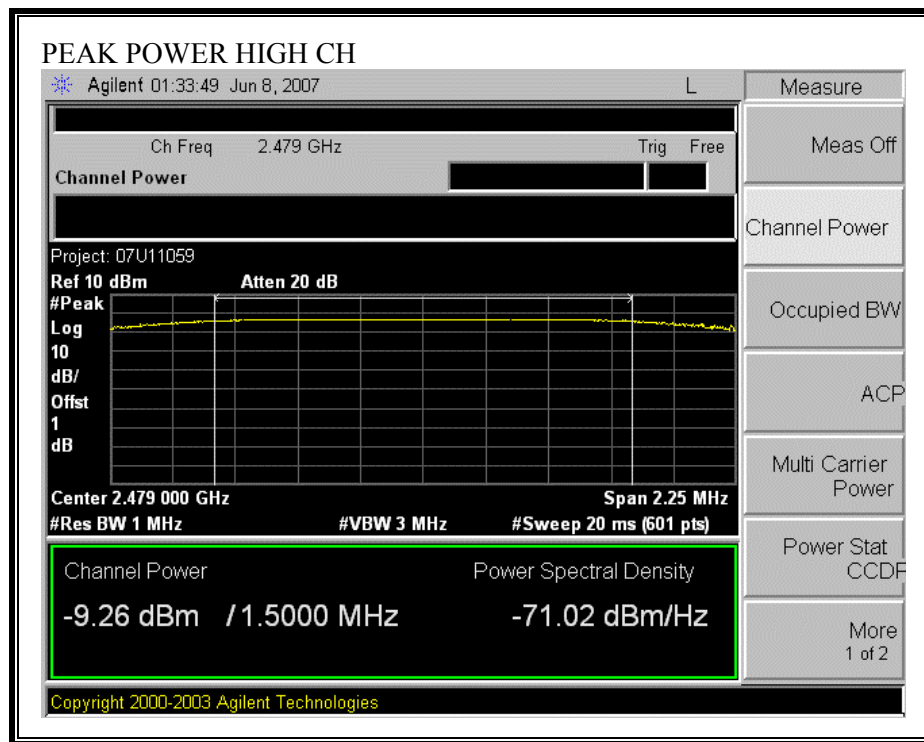 PEAK POWER HIGH CH
Agilent 01:33:49 Jun 8, 2007 L
Measure
Ch Freq 2.479 GHz Trig Free
Meas Off
Channel Power
Channel Power
Project: 07U11059
Ref 10 dBm Atten 20 dB
#Peak
Log
10
dB/
Offst
1
dB
Occupied BW
ACP
Multi Carrier
Power
Center 2.479 000 GHz Span 2.25 MHz
#Res BW 1 MHz #VBW 3 MHz #Sweep 20 ms (601 pts)
Power Stat
CCDF
Channel Power Power Spectral Density
-9.26 dBm /1.5000 MHz -71.02 dBm/Hz
More
1 of 2
Copyright 2000-2003 Agilent Technologies